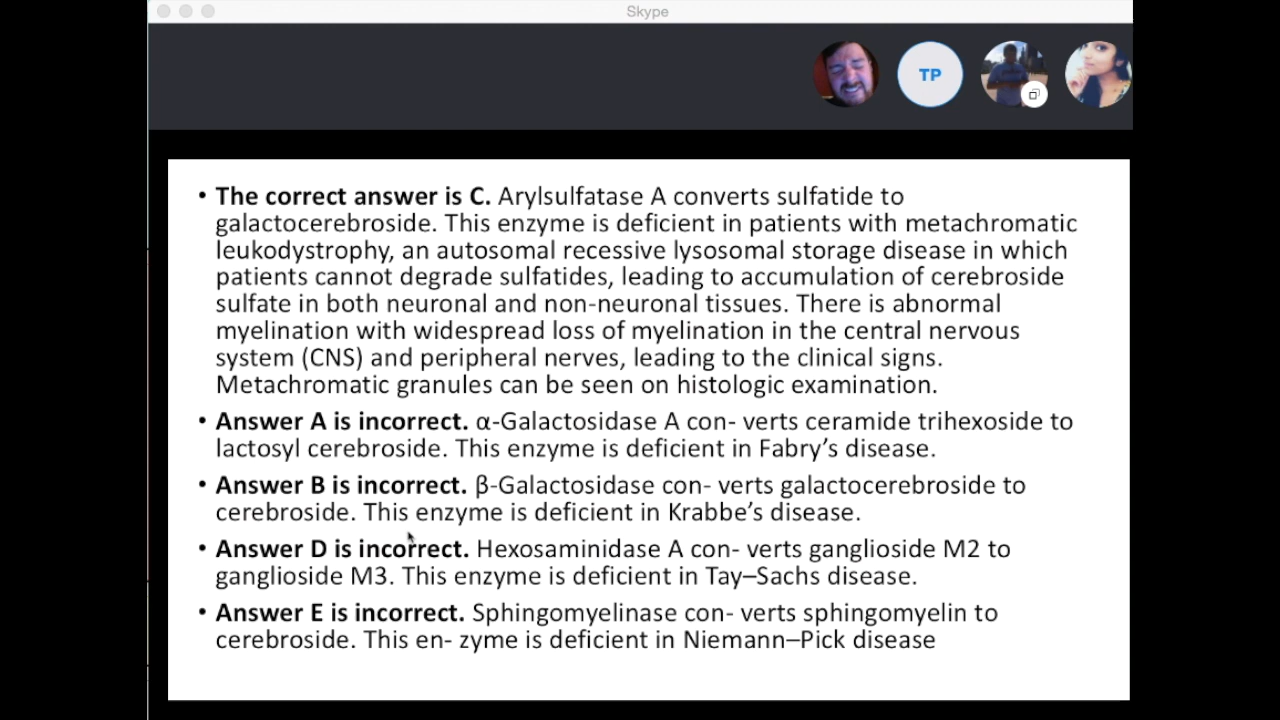 Skype
TP
• The correct answer is C. Arylsulfatase A converts sulfatide to
galactocerebroside. This enzyme is deficient in patients with metachromatic
leukodystrophy, an autosomal recessive lysosomal storage disease in which
patients cannot degrade sulfatides, leading to accumulation of cerebroside
sulfate in both neuronal and non-neuronal tissues. There is abnormal
myelination with widespread loss of myelination in the central nervous
system (CNS) and peripheral nerves, leading to the clinical signs.
Metachromatic granules can be seen on histologic examination.
• Answer A is incorrect. α-Galactosidase A con- verts ceramide trihexoside to
lactosyl cerebroside. This enzyme is deficient in Fabry’s disease.
• Answer B is incorrect. β-Galactosidase con- verts galactocerebroside to
cerebroside. This enzyme is deficient in Krabbe’s disease.
• Answer D is incorrect. Hexosaminidase A con- verts ganglioside M2 to
ganglioside M3. This enzyme is deficient in Tay–Sachs disease.
• Answer E is incorrect. Sphingomyelinase con- verts sphingomyelin to
cerebroside. This en- zyme is deficient in Niemann–Pick disease